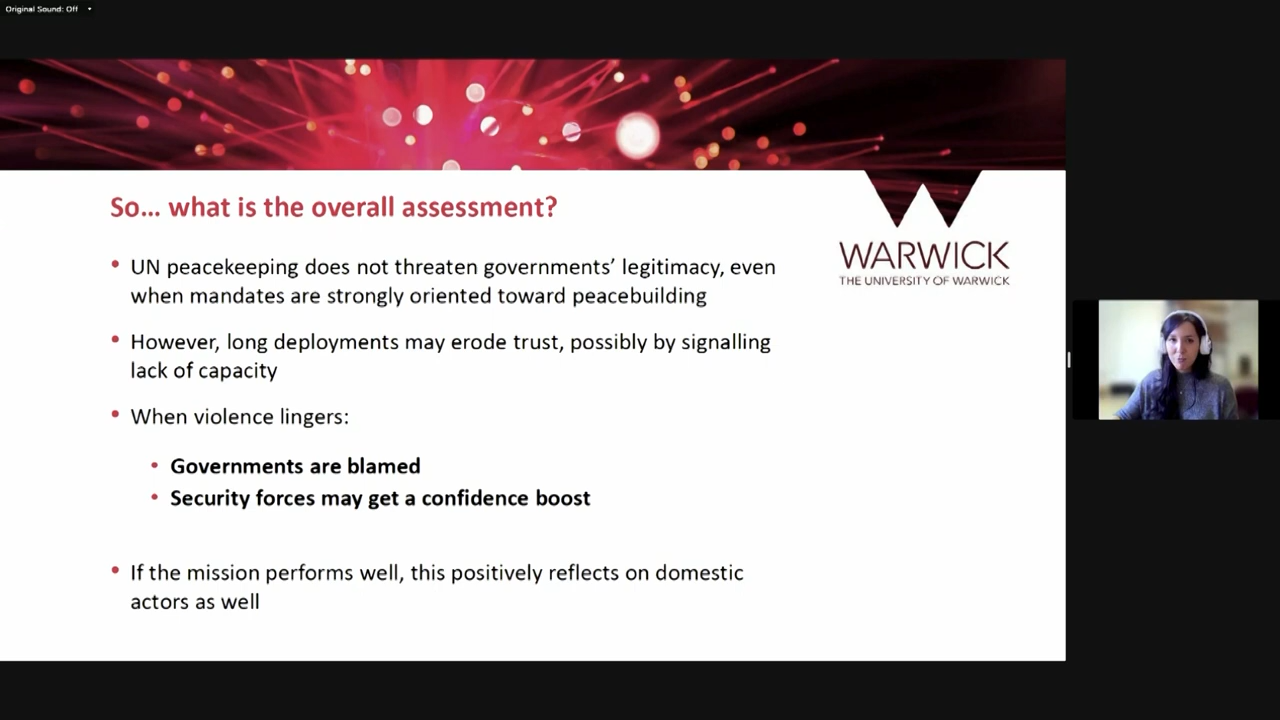 Original Sound: Off
So... what is the overall assessment?
• UN peacekeeping does not threaten governments’ legitimacy, even
when mandates are strongly oriented toward peacebuilding
• However, long deployments may erode trust, possibly by signalling
lack of capacity
• When violence lingers:
• Governments are blamed
• Security forces may get a confidence boost
• If the mission performs well, this positively reflects on domestic
actors as well
WARWICK
THE UNIVERSITY OF WARWICK